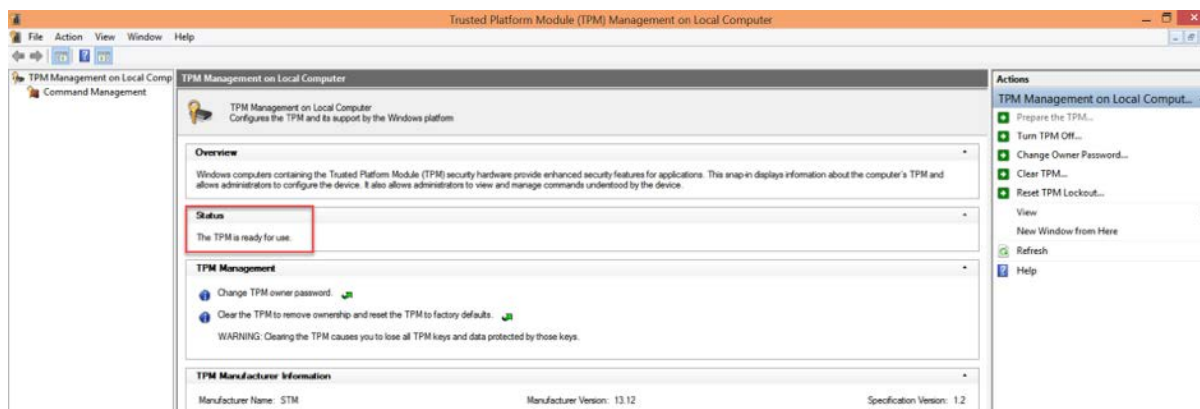 Trusted Platform Module (TPM) Management on Local Computer
File Action View Window Help
TPM Management on Local Comp
Command Management
TPM Management on Local Computer
TPM Management on Local Computer
Configures the TPM and its support by the Windows platform
Overview
Windows computers containing the Trusted Platform Module (TPM) security hardware provide enhanced security features for applications. This snap-in displays information about the computer's TPM and
allows administrators to configure the device. It also allows administrators to view and manage commands understood by the device.
Status
The TPM is ready for use.
TPM Management
Change TPM owner password.
Clear the TPM to remove ownership and reset the TPM to factory defaults.
WARNING: Clearing the TPM causes you to lose all TPM keys and data protected by those keys.
TPM Manufacturer Information
Manufacturer Name: STM Manufacturer Version: 13.12 Specification Version: 1.2
Actions
TPM Management on Local Comput...
Prepare the TPM...
Turn TPM Off...
Change Owner Password...
Clear TPM...
Reset TPM Lockout...
View
New Window from Here
Refresh
Help